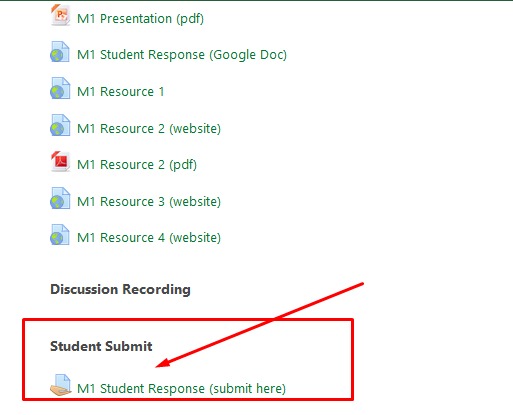 M1 Presentation (pdf)
M1 Student Response (Google Doc)
M1 Resource 1
M1 Resource 2 (website)
M1 Resource 2 (pdf)
M1 Resource 3 (website)
M1 Resource 4 (website)
Discussion Recording
Student Submit
M1 Student Response (submit here)